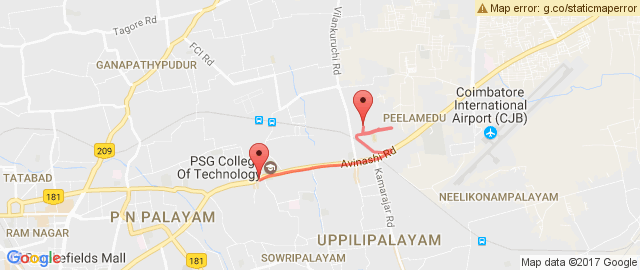 Map error: g.co/staticmaperror
Tagore Rd
Vilankuruchi Rd
FCI Rd
GANAPATHYPUDUR
Coimbatore
International
Airport (CJB)
PEELAMEDU
209
PSG College
Of Technology
Avinashi Rd
TATABAD
181
181
P N PALAYAM
Kamarajar Rd
NEELIKONAMPALAYAM
RAM NAGAR
UPPILIPALAYAM
Google
efields Mall
181
SOWRIPALAYAM
Map data ©2017 Google